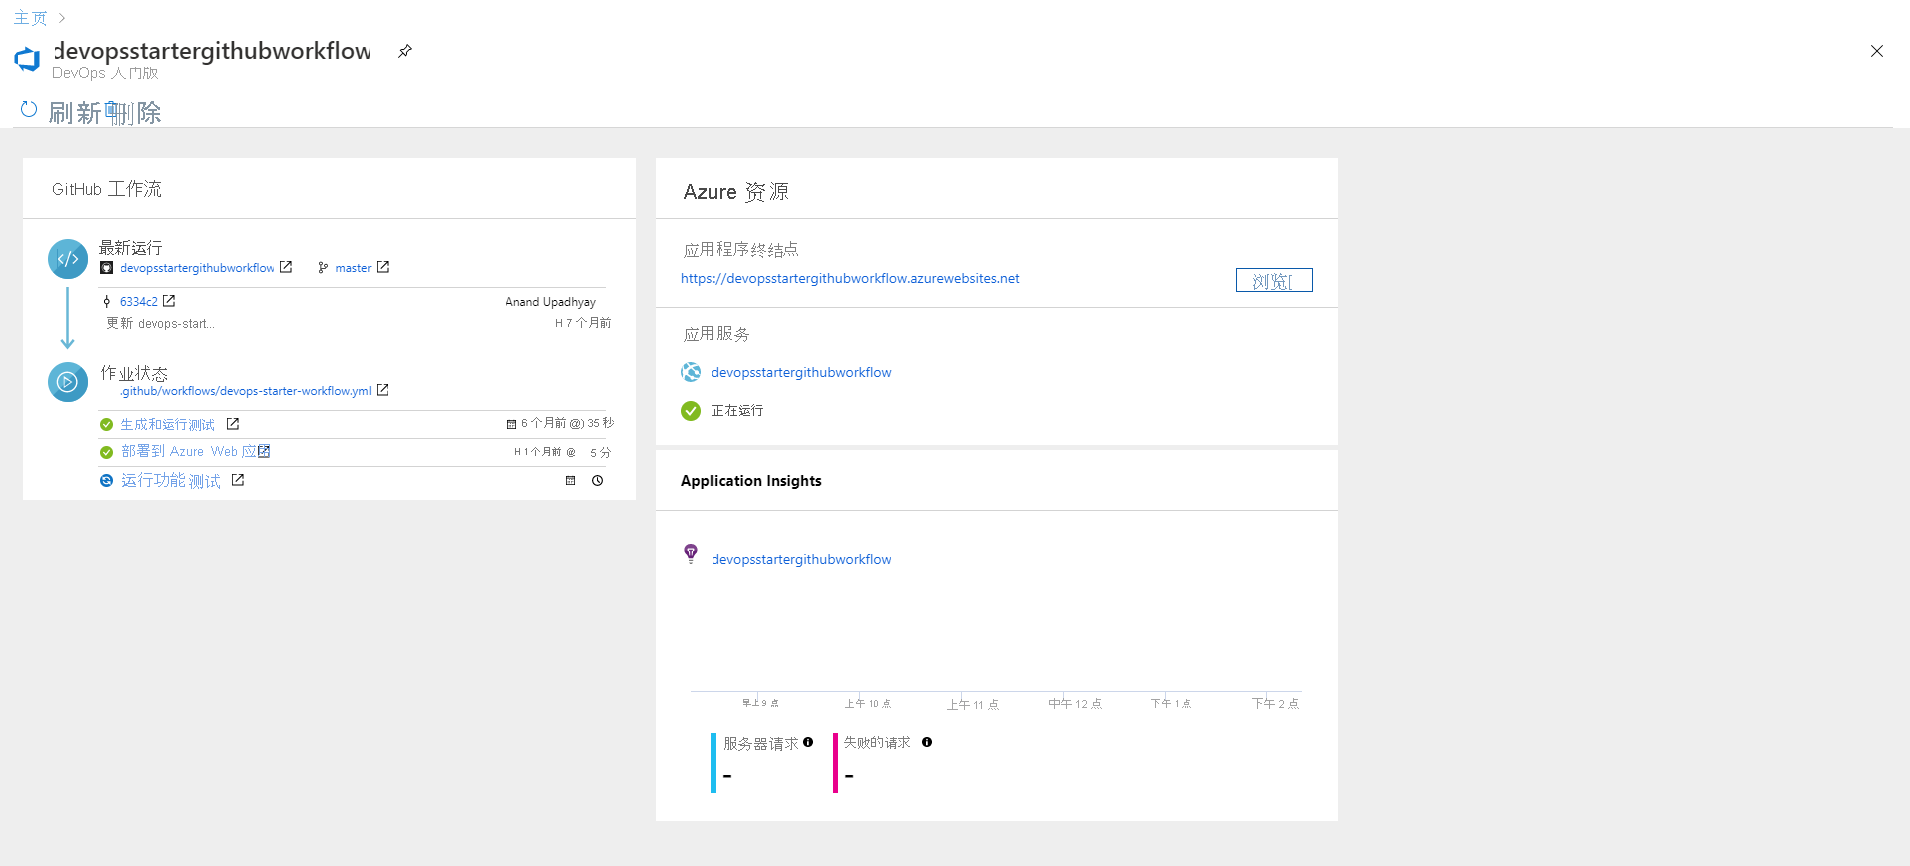 主页
devopsstartergithubworkflow
DevOps 入门版
刷新 删除
GitHub 工作流
最新运行
devopsstartergithubworkflow master
6334c2 Anand Upadhyay
更新 devops-start... H 7 个月前
作业状态
.github/workflows/devops-starter-workflow.yml
生成和运行测试 6 个月前 @) 35 秒
部署到 Azure Web 应用 H 1 个月前 @ 5 分
运行功能测试
Azure 资源
应用程序终结点
https://devopsstartergithubworkflow.azurewebsites.net 浏览[
应用服务
devopsstartergithubworkflow
正在运行
Application Insights
devopsstartergithubworkflow
早上9 点 上午 10 点 上午 11 点 中午 12 点 下午 1 点 下午 2 点
服务器请求 失败的请求
- -